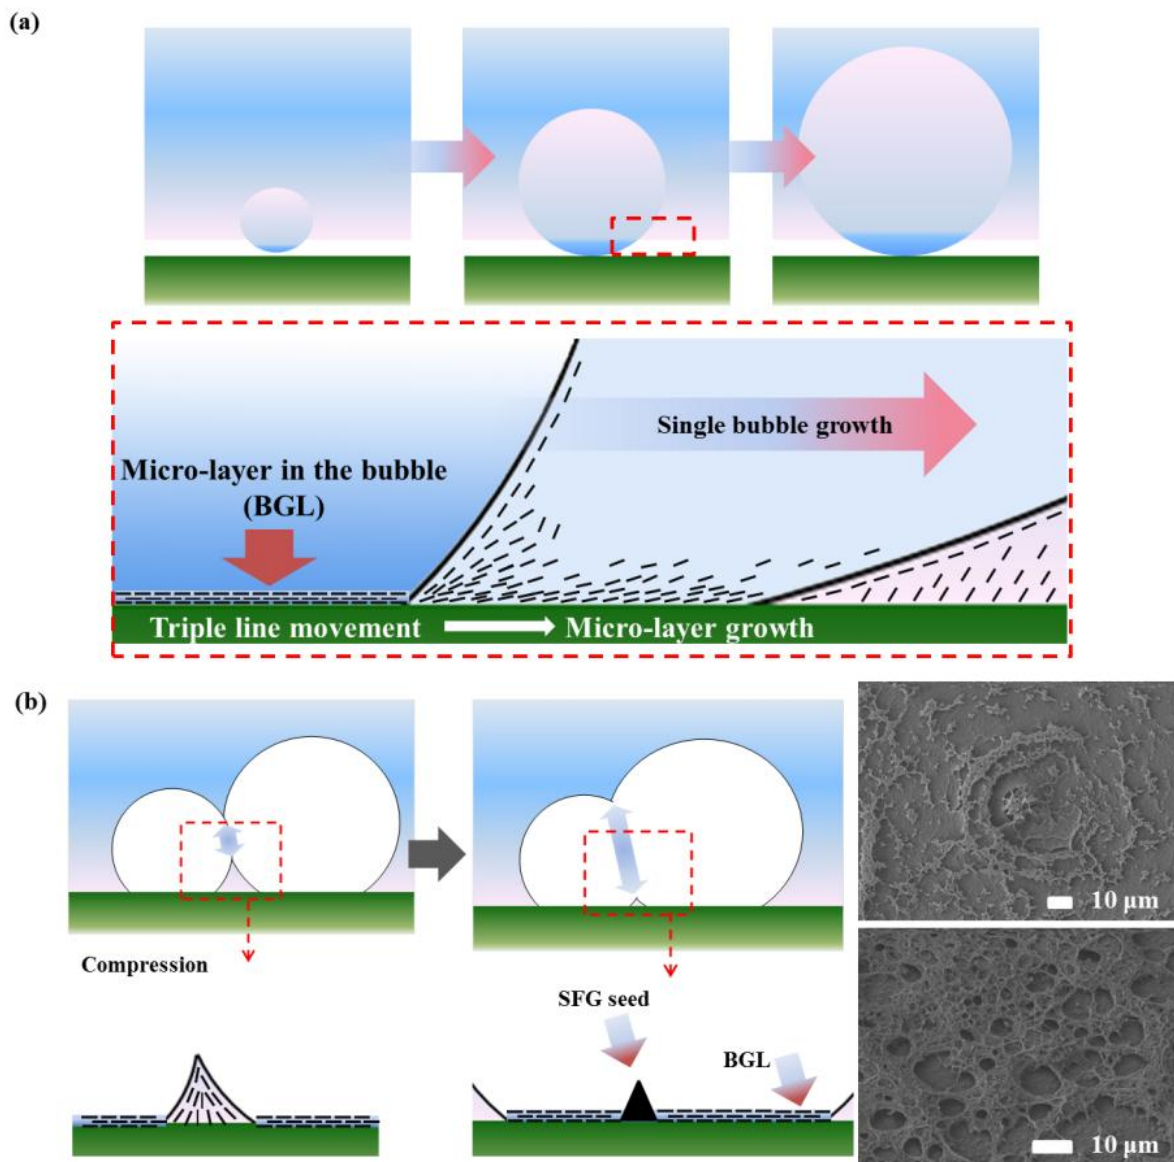 (a)
Single bubble growth
Micro-layer in the bubble
(BGL)
Triple line movement
Micro-layer growth
(b)
10 μm
Compression
SFG seed
BGL
10 μm